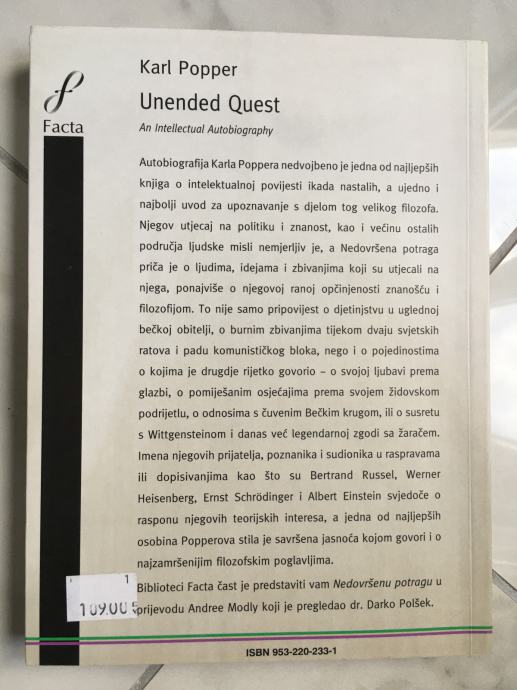 Karl Popper
Unended Quest
An Intellectual Autobiography
Facta
Autobiografija Karla Poppera nedvojbeno je jedna od najljepših
knjiga o intelektualnoj povijesti ikada nastalih, a ujedno i
najbolji uvod za upoznavanje s djelom tog velikog filozofa.
Njegov utjecaj na politiku i znanost, kao i većinu ostalih
područja ljudske misli nemjerljiv je, a Nedovršena potraga
priča je o ljudima, idejama i zbivanjima koji su utjecali na
njega, ponajviše o njegovoj ranoj opčinjenosti znanošću i
filozofijom. To nije samo pripovijest o djetinjstvu u uglednoj
bečkoj obitelji, o burnim zbivanjima tijekom dvaju svjetskih
ratova i padu komunističkog bloka, nego i o pojedinostima
o kojima je drugdje rijetko govorio – o svojoj ljubavi prema
glazbi, o pomiješanim osjećajima prema svojem židovskom
podrijetlu, o odnosima s čuvenim Bečkim krugom, ili o susretu
s Wittgensteinom i danas već legendarnoj zgodi sa žaračem.
Imena njegovih prijatelja, poznanika i sudionika u raspravama
ili dopisivanjima kao što su Bertrand Russel, Werner
Heisenberg, Ernst Schrödinger i Albert Einstein svjedoče o
rasponu njegovih teorijskih interesa, a jedna od najljepših
osobina Popperova stila je savršena jasnoća kojom govori i o
najzamršenijim filozofskim poglavljima.
Biblioteci Facta čast je predstaviti vam Nedovršenu potragu u
prijevodu Andree Modly koji je pregledao dr. Darko Polšek.
1
109.00
ISBN 953-220-233-1